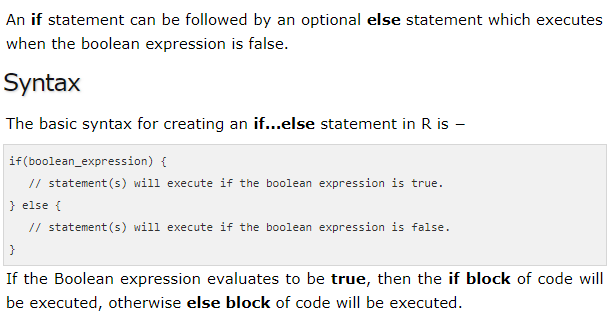 An if statement can be followed by an optional else statement which executes
when the boolean expression is false.
Syntax
The basic syntax for creating an if...else statement in R is −
if(boolean_expression) {
// statement(s) will execute if the boolean expression is true.
} else {
// statement(s) will execute if the boolean expression is false.
}
If the Boolean expression evaluates to be true, then the if block of code will
be executed, otherwise else block of code will be executed.